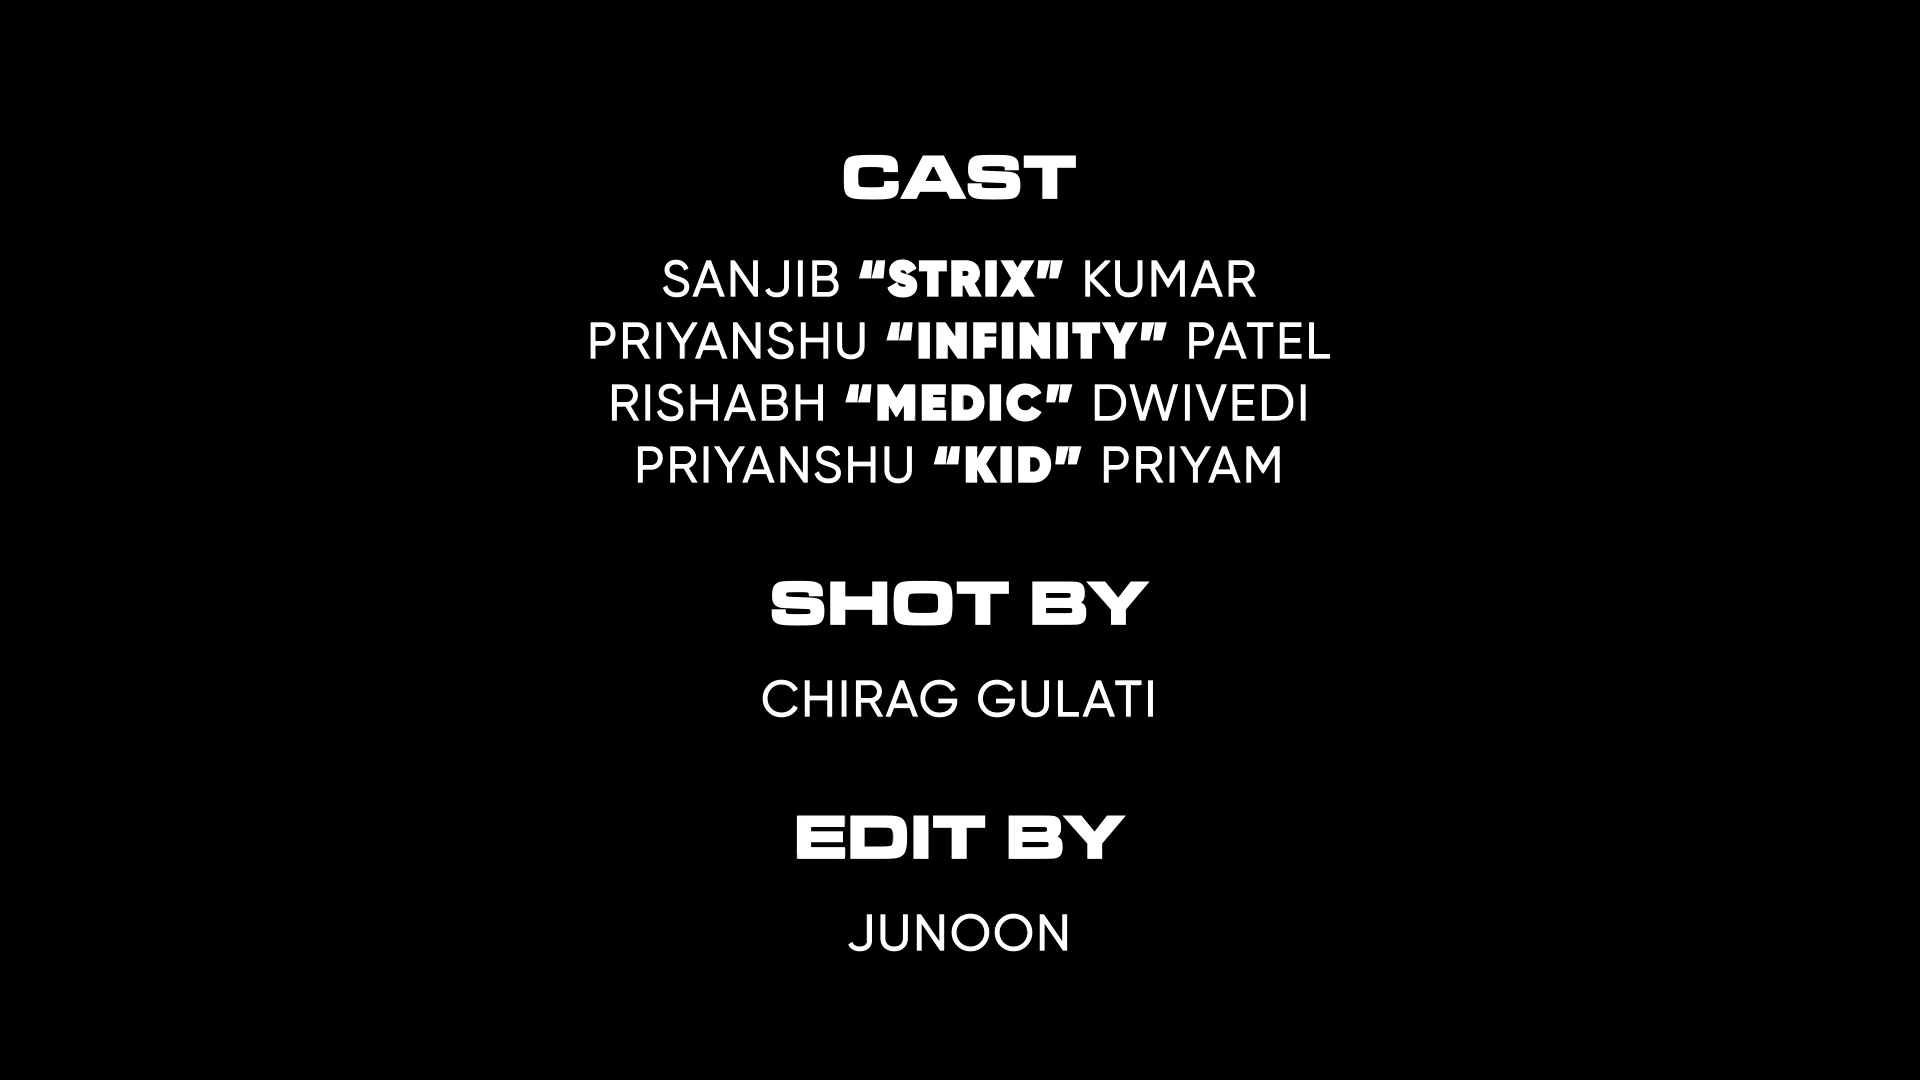 CAST
SANJIB “STRIX” KUMAR
PRIYANSHU “INFINITY” PATEL
RISHABH “MEDIC” DWIVEDI
PRIYANSHU “KID” PRIYAM
SHOT BY
CHIRAG GULATI
EDIT BY
JUNOON